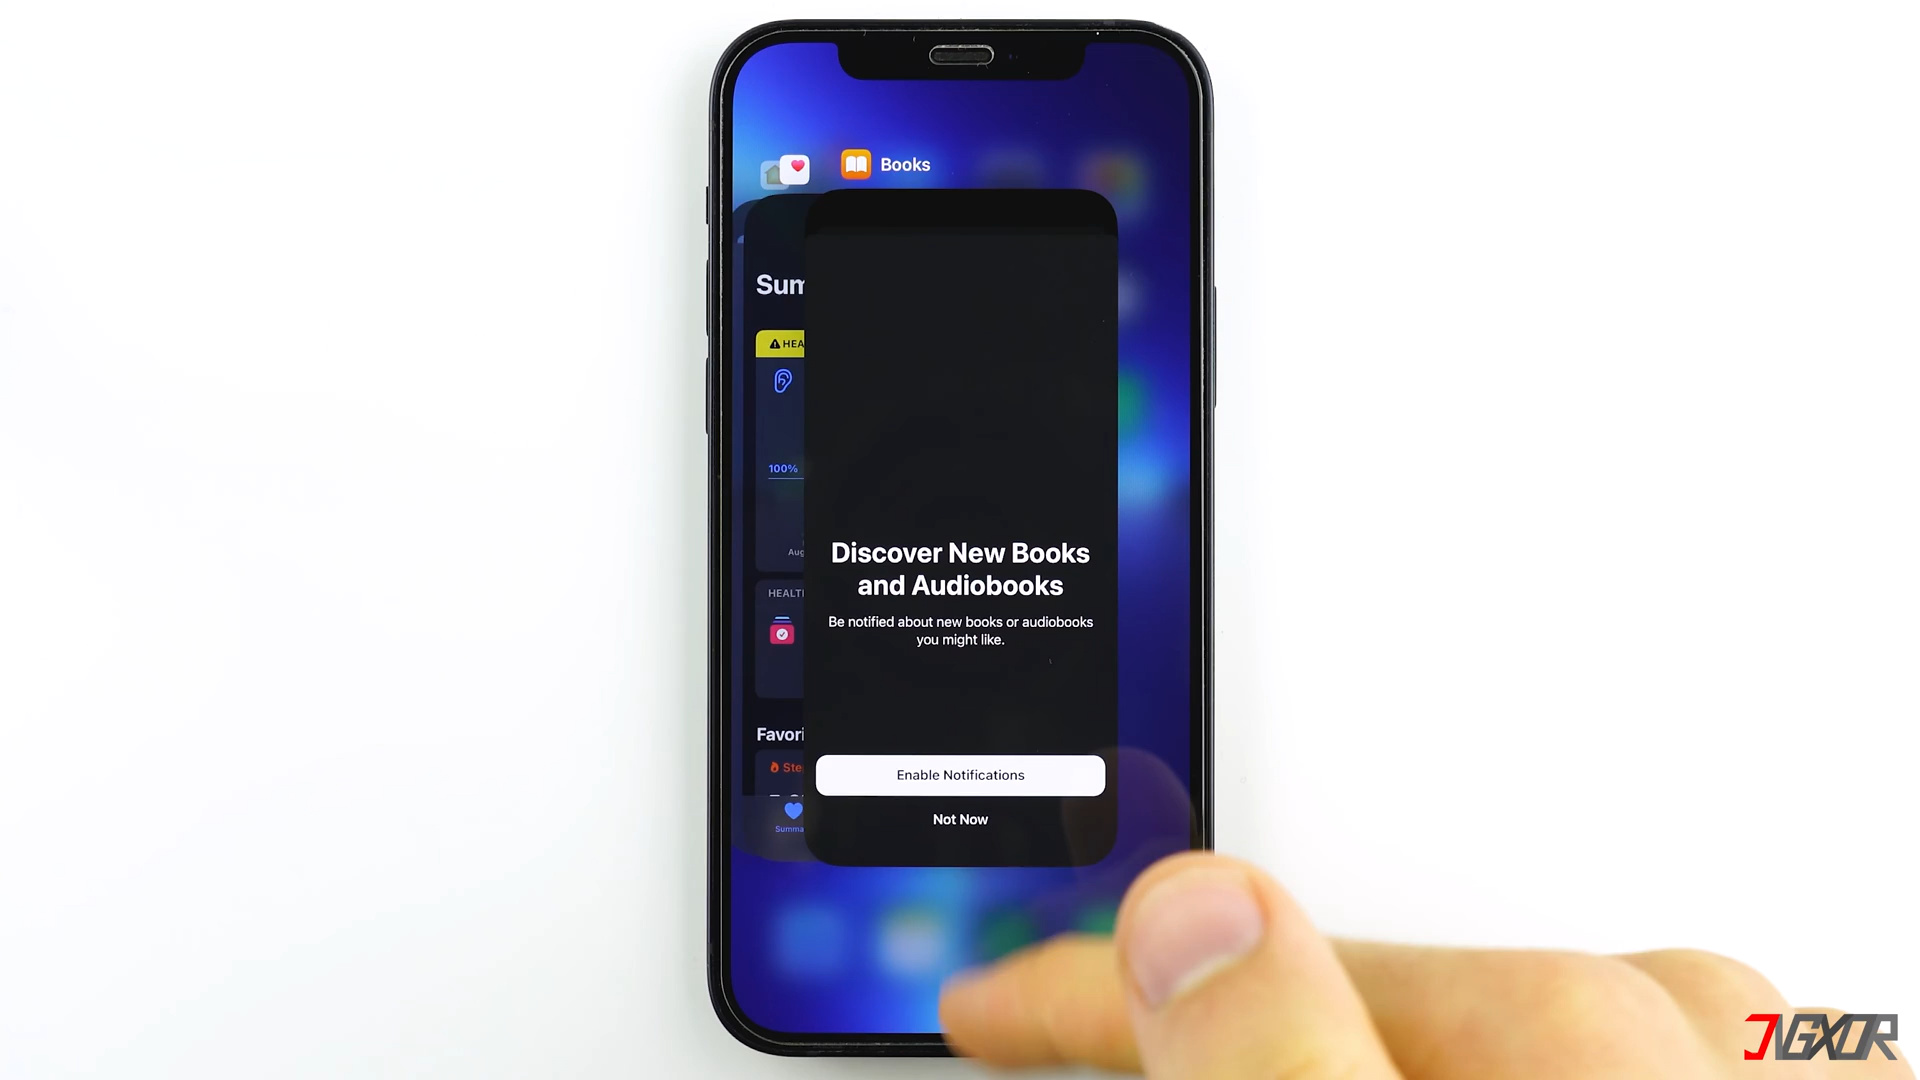 Books
Sum
HEA
100%
Aug
HEALT
Favori
Ste
Summa
Discover New Books
and Audiobooks
Be notified about new books or audiobooks
you might like.
Enable Notifications
Not Now
JVGXOR